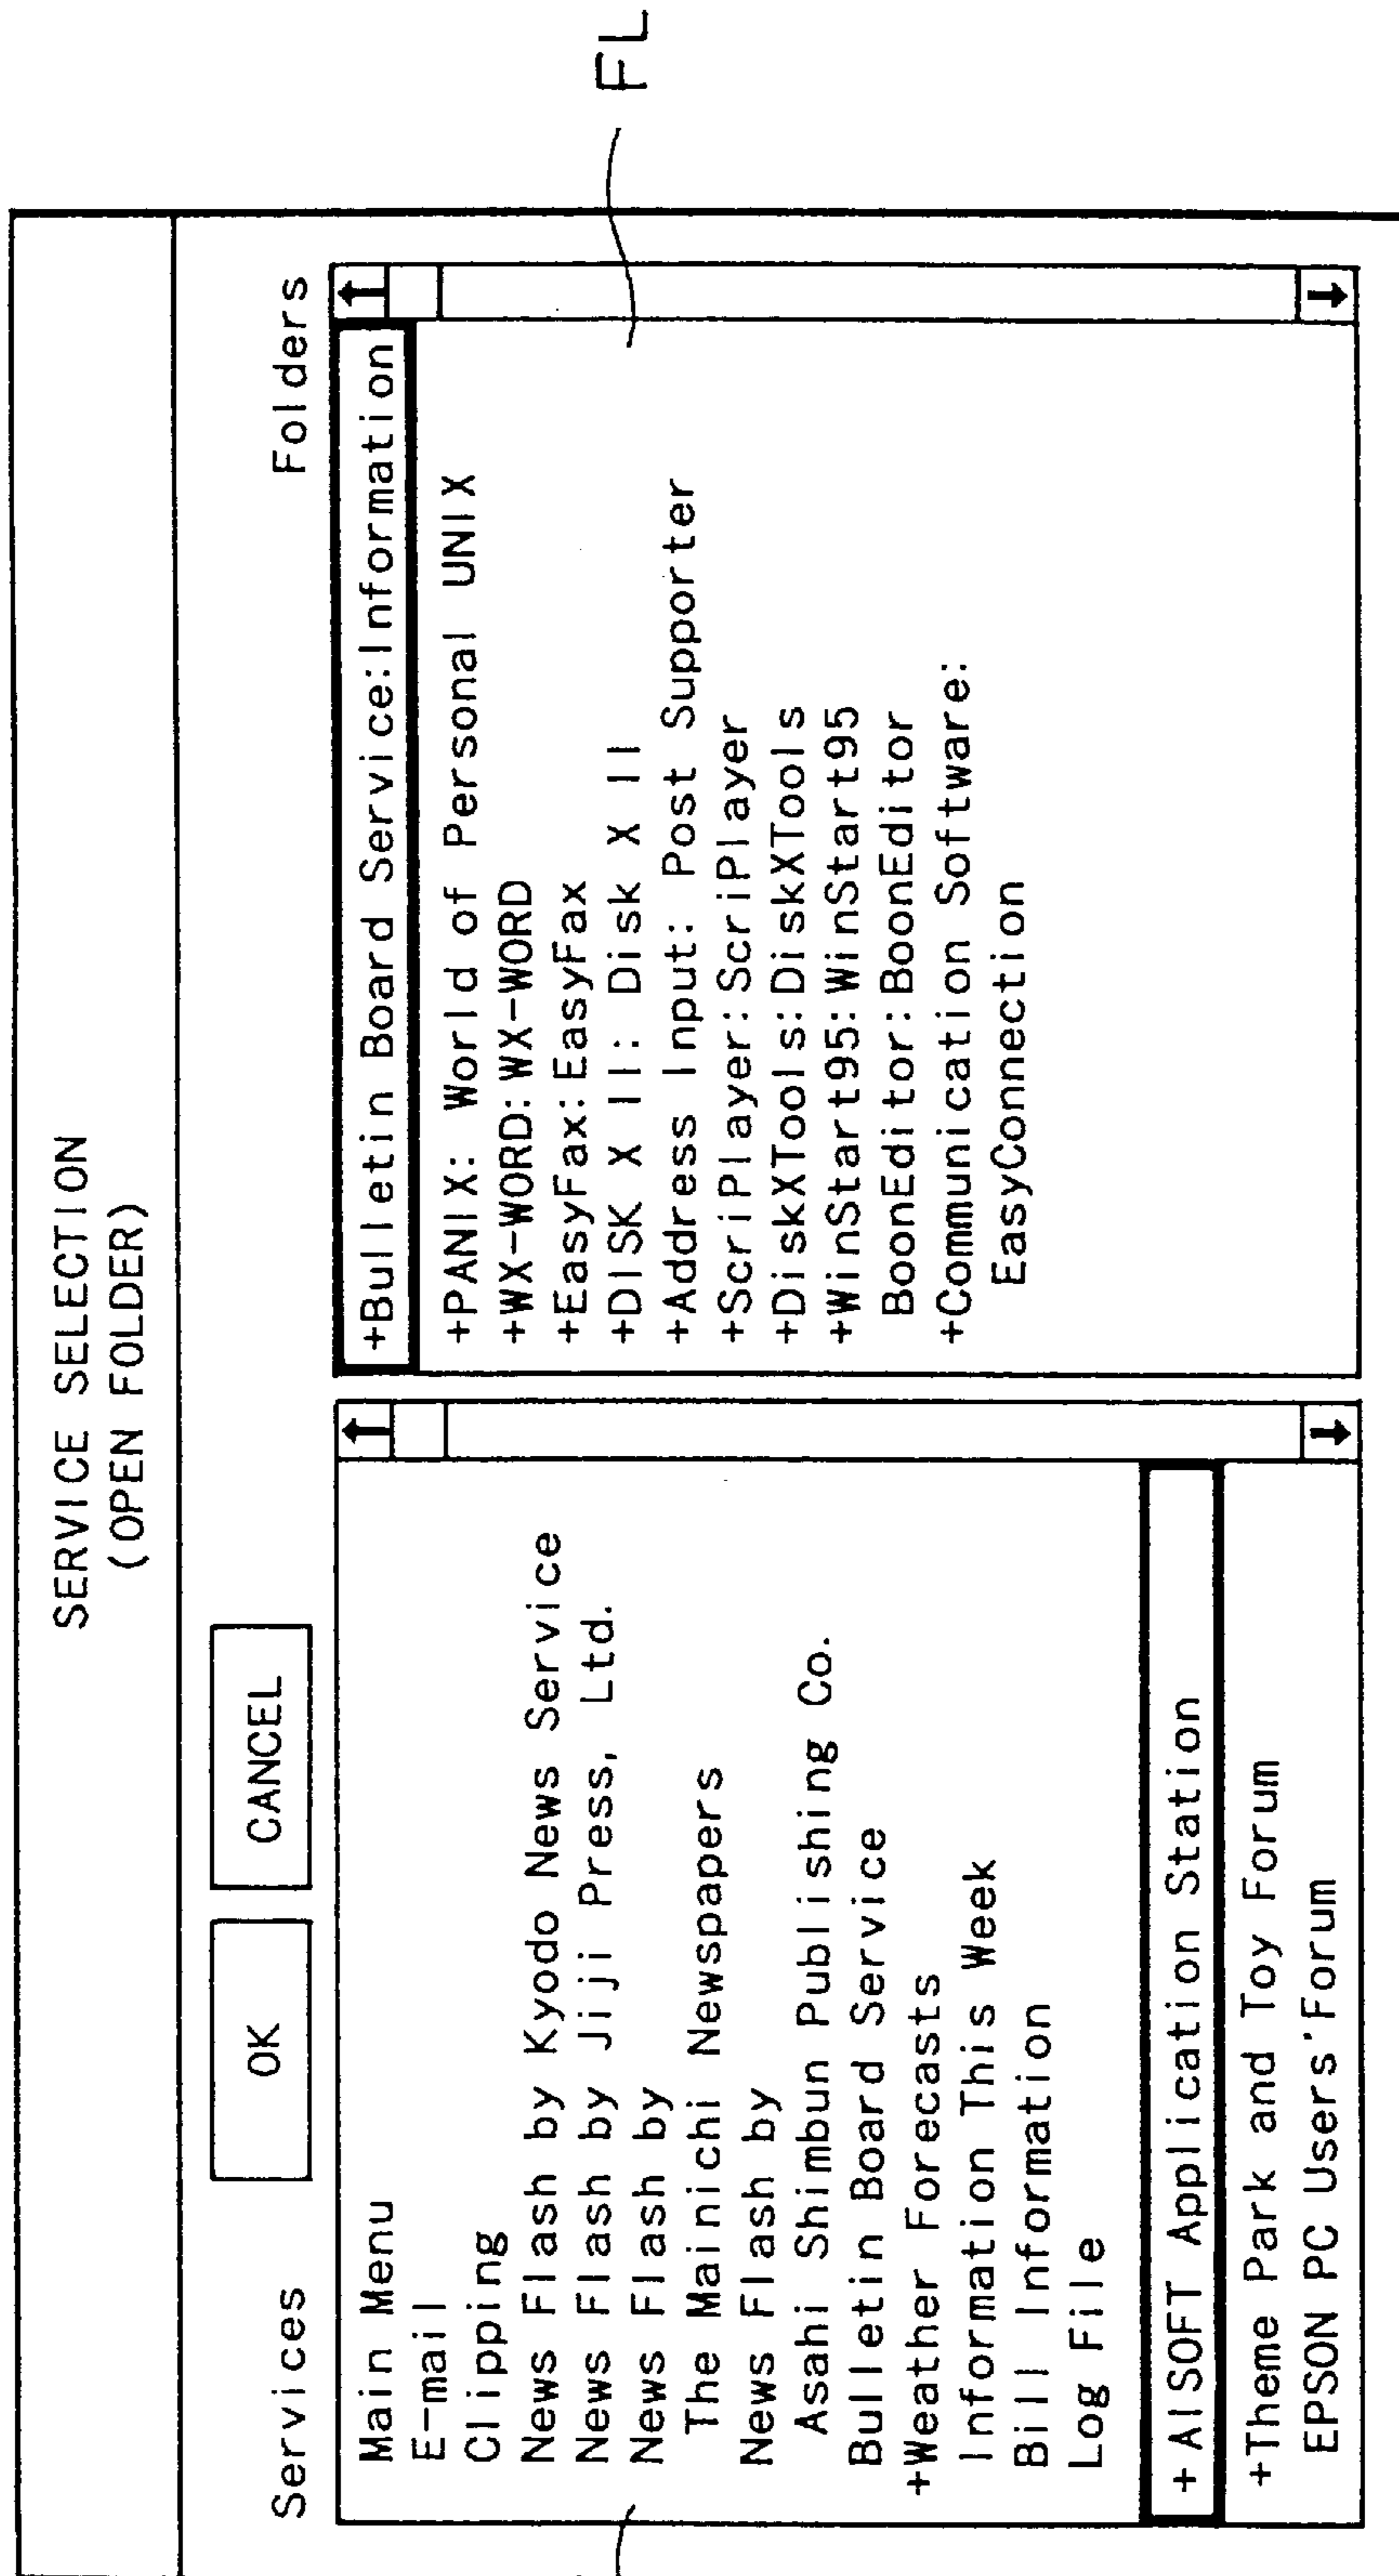 SERVICE SELECTION
(OPEN FOLDER)
OK
CANCEL
Services
Main Menu
E-mail
Clipping
News Flash by Kyodo News Service
News Flash by Jiji Press, Ltd.
News Flash by
The Mainichi Newspapers
News Flash by
Asahi Shimbun Publishing Co.
Bulletin Board Service
+Weather Forecasts
Information This Week
Bill Information
Log File
+AISOFT Application Station
+Theme Park and Toy Forum
EPSON PC Users'Forum
Folders
+Bulletin Board Service:Information
+PANIX: World of Personal UNIX
+WX-WORD:WX-WORD
+EasyFax:EasyFax
+DISK X II: Disk X II
+Address Input: Post Supporter
+ScriPlayer:ScriPlayer
+DiskXTools:DiskXTools
+WinStart95:WinStart95
BoonEditor:BoonEditor
+Communication Software:
EasyConnection
FL